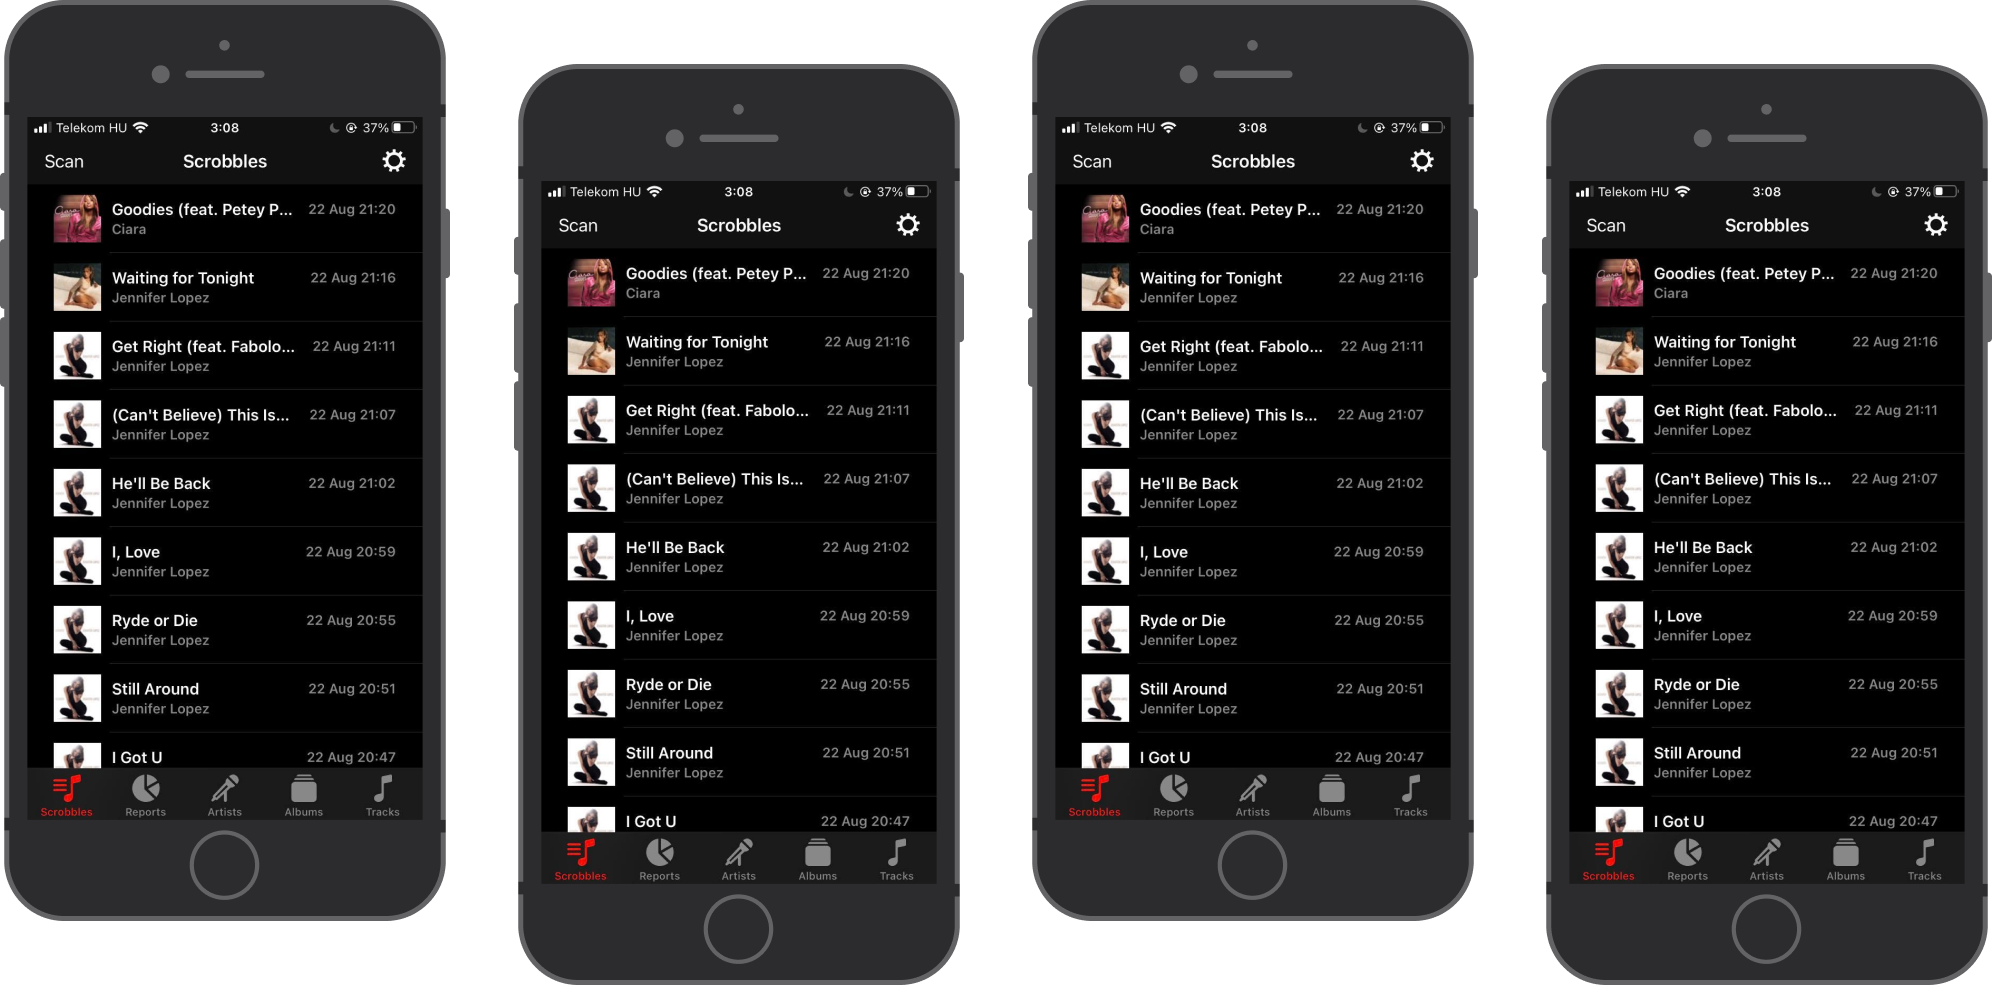 Telekom HU 3:08 37%
Scan Scrobbles
Goodies (feat. Petey P... 22 Aug 21:20
Ciara
Waiting for Tonight 22 Aug 21:16
Jennifer Lopez
Get Right (feat. Fabolo... 22 Aug 21:11
Jennifer Lopez
(Can't Believe) This Is... 22 Aug 21:07
Jennifer Lopez
He'll Be Back 22 Aug 21:02
Jennifer Lopez
I, Love 22 Aug 20:59
Jennifer Lopez
Ryde or Die 22 Aug 20:55
Jennifer Lopez
Still Around 22 Aug 20:51
Jennifer Lopez
I Got U 22 Aug 20:47
Scrobbles Reports Artists Albums Tracks
Telekom HU 3:08 37%
Scan Scrobbles
Goodies (feat. Petey P... 22 Aug 21:20
Ciara
Waiting for Tonight 22 Aug 21:16
Jennifer Lopez
Get Right (feat. Fabolo... 22 Aug 21:11
Jennifer Lopez
(Can't Believe) This Is... 22 Aug 21:07
Jennifer Lopez
He'll Be Back 22 Aug 21:02
Jennifer Lopez
I, Love 22 Aug 20:59
Jennifer Lopez
Ryde or Die 22 Aug 20:55
Jennifer Lopez
Still Around 22 Aug 20:51
Jennifer Lopez
I Got U 22 Aug 20:47
Scrobbles Reports Artists Albums Tracks
Telekom HU 3:08 37%
Scan Scrobbles
Goodies (feat. Petey P... 22 Aug 21:20
Ciara
Waiting for Tonight 22 Aug 21:16
Jennifer Lopez
Get Right (feat. Fabolo... 22 Aug 21:11
Jennifer Lopez
(Can't Believe) This Is... 22 Aug 21:07
Jennifer Lopez
He'll Be Back 22 Aug 21:02
Jennifer Lopez
I, Love 22 Aug 20:59
Jennifer Lopez
Ryde or Die 22 Aug 20:55
Jennifer Lopez
Still Around 22 Aug 20:51
Jennifer Lopez
I Got U 22 Aug 20:47
Scrobbles Reports Artists Albums Tracks
Telekom HU 3:08 37%
Scan Scrobbles
Goodies (feat. Petey P... 22 Aug 21:20
Ciara
Waiting for Tonight 22 Aug 21:16
Jennifer Lopez
Get Right (feat. Fabolo... 22 Aug 21:11
Jennifer Lopez
(Can't Believe) This Is... 22 Aug 21:07
Jennifer Lopez
He'll Be Back 22 Aug 21:02
Jennifer Lopez
I, Love 22 Aug 20:59
Jennifer Lopez
Ryde or Die 22 Aug 20:55
Jennifer Lopez
Still Around 22 Aug 20:51
Jennifer Lopez
I Got U 22 Aug 20:47
Scrobbles Reports Artists Albums Tracks